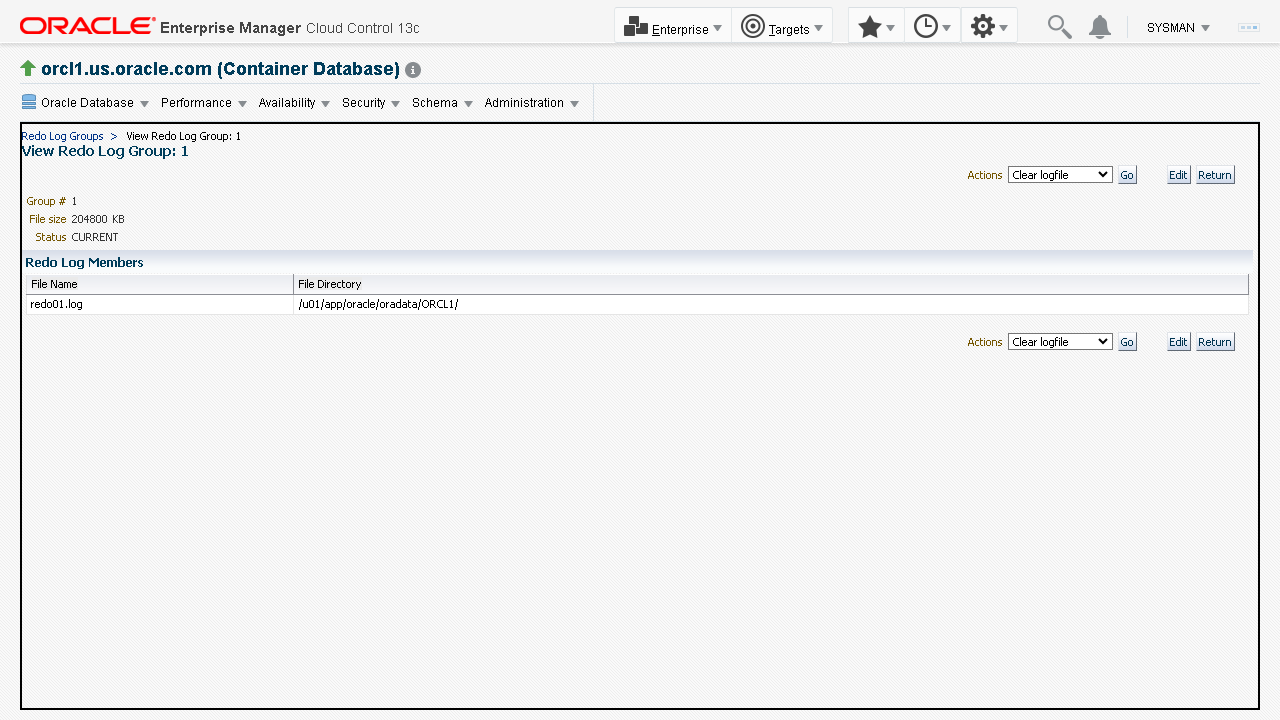 ORACLE Enterprise Manager Cloud Control 13c Enterprise Targets SYSMAN
orcl1.us.oracle.com (Container Database)
Oracle Database Performance Availability Security Schema Administration
Redo Log Groups > View Redo Log Group: 1
View Redo Log Group: 1
Actions Clear logfile Go Edit Return
Group # 1
File size 204800 KB
Status CURRENT
Redo Log Members
File Name File Directory
redo01.log /u01/app/oracle/oradata/ORCL1/
Actions Clear logfile Go Edit Return